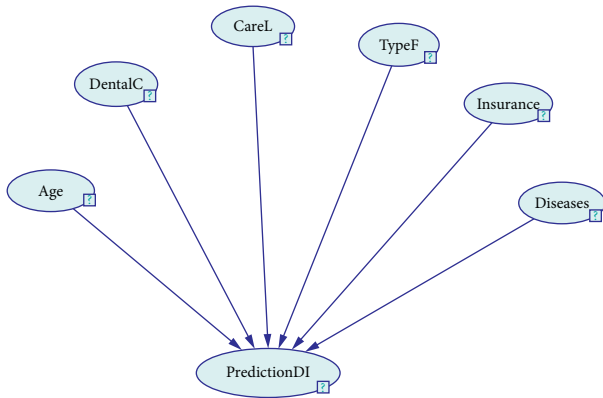 CareL
?
TypeF
?
DentalC
?
Insurance
?
Age
?
Diseases
?
PredictionDI
?